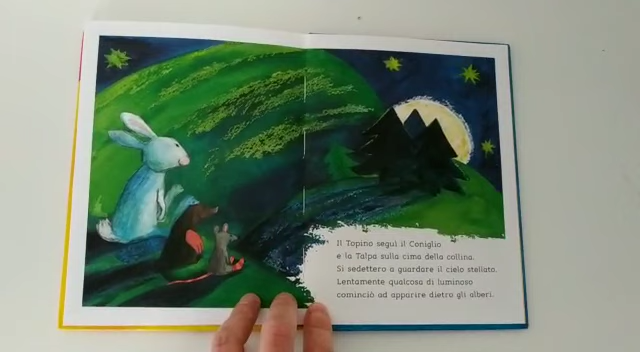 Il Topino seguì il Coniglio
e la Talpa sulla cima della collina.
Si sedettero a guardare il cielo stellato.
Lentamente qualcosa di luminoso
cominciò ad apparire dietro gli alberi.